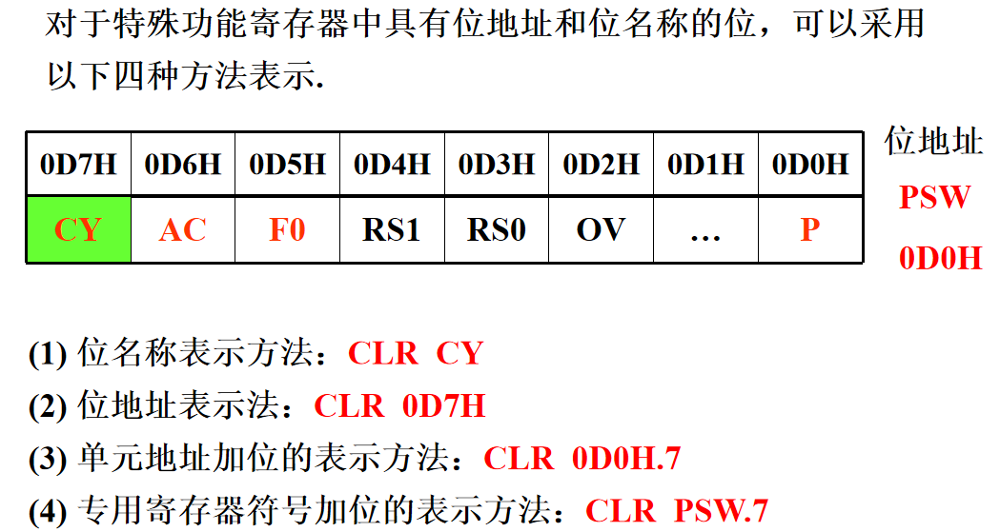 对于特殊功能寄存器中具有位地址和位名称的位，可以采用
以下四种方法表示.
0D7H 0D6H 0D5H 0D4H 0D3H 0D2H 0D1H 0D0H 位地址
CY AC F0 RS1 RS0 OV … P PSW
0D0H
(1) 位名称表示方法：CLR CY
(2) 位地址表示法：CLR 0D7H
(3) 单元地址加位的表示方法：CLR 0D0H.7
(4) 专用寄存器符号加位的表示方法：CLR PSW.7